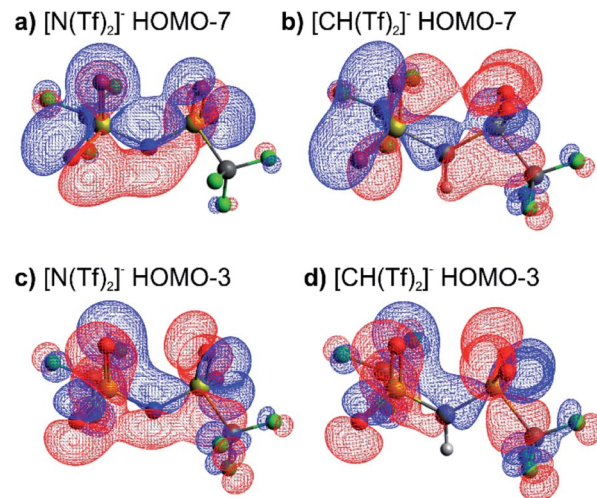 a) [N(Tf)₂]⁻ HOMO-7
b) [CH(Tf)₂]⁻ HOMO-7
c) [N(Tf)₂]⁻ HOMO-3
d) [CH(Tf)₂]⁻ HOMO-3